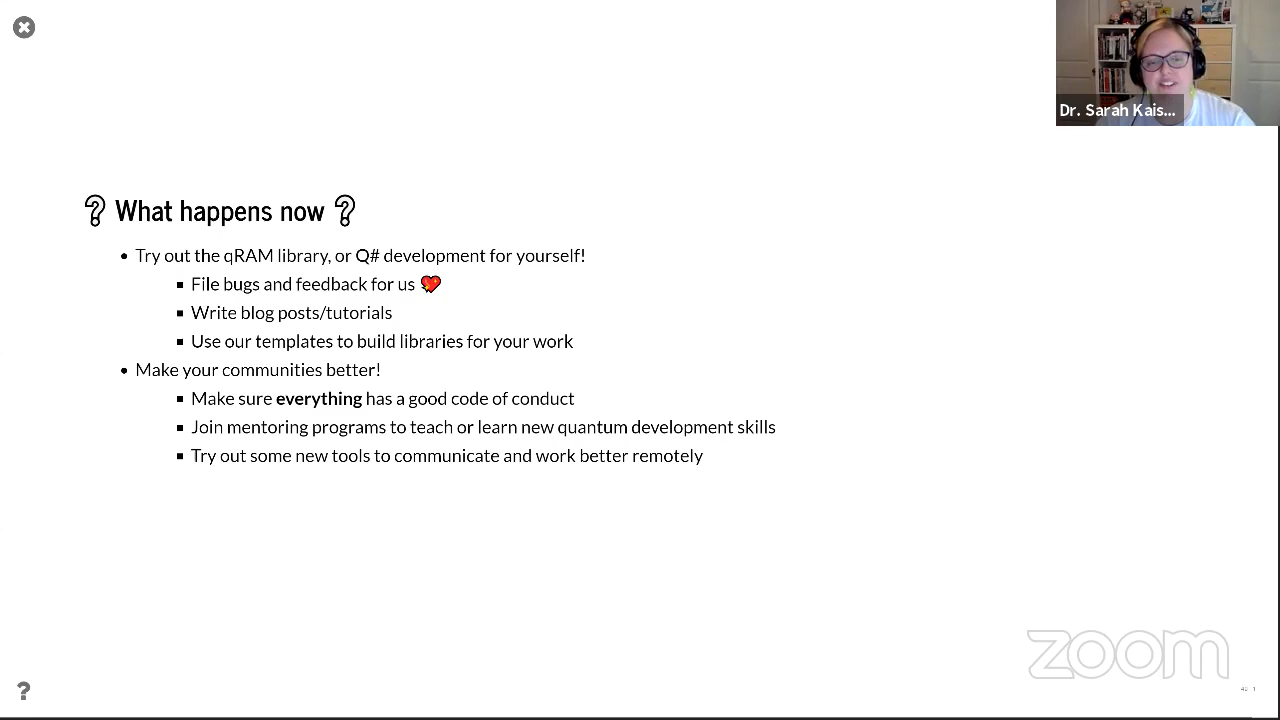 Dr. Sarah Kais...
❔ What happens now ❔
• Try out the qRAM library, or Q# development for yourself!
▪ File bugs and feedback for us 💖
▪ Write blog posts/tutorials
▪ Use our templates to build libraries for your work
• Make your communities better!
▪ Make sure everything has a good code of conduct
▪ Join mentoring programs to teach or learn new quantum development skills
▪ Try out some new tools to communicate and work better remotely
zoom
?